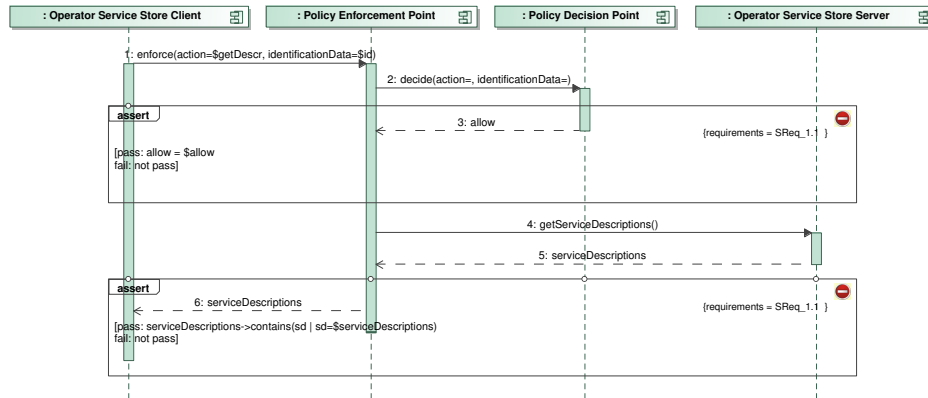 : Operator Service Store Client
: Policy Enforcement Point
: Policy Decision Point
: Operator Service Store Server
1: enforce(action=$getDescr, identificationData=$id)
2: decide(action=, identificationData=)
assert
3: allow
{requirements = SReq_1.1 }
[pass: allow = $allow
fail: not pass]
4: getServiceDescriptions()
5: serviceDescriptions
assert
6: serviceDescriptions
{requirements = SReq_1.1 }
[pass: serviceDescriptions->contains(sd | sd=$serviceDescriptions)
fail: not pass]